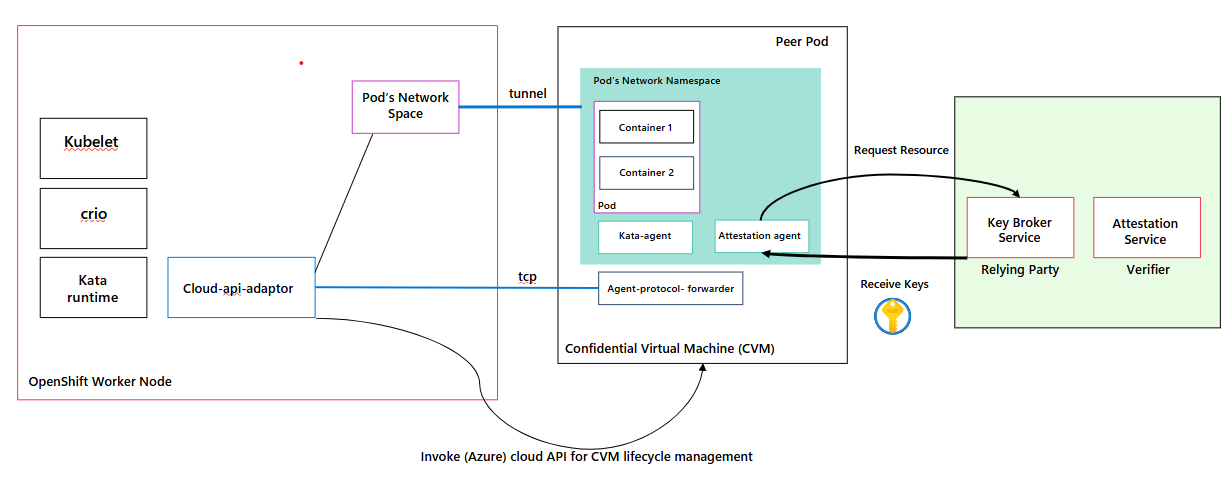 Peer Pod
Pod's Network Namespace
Pod's Network
Space
tunnel
Kubelet
Container 1
Container 2
Pod
Request Resource
crio
Kata-agent
Attestation agent
Key Broker
Service
Attestation
Service
Relying Party
Verifier
Kata
runtime
Cloud-api-adaptor
tcp
Agent-protocol- forwarder
Receive Keys
Confidential Virtual Machine (CVM)
OpenShift Worker Node
Invoke (Azure) cloud API for CVM lifecycle management